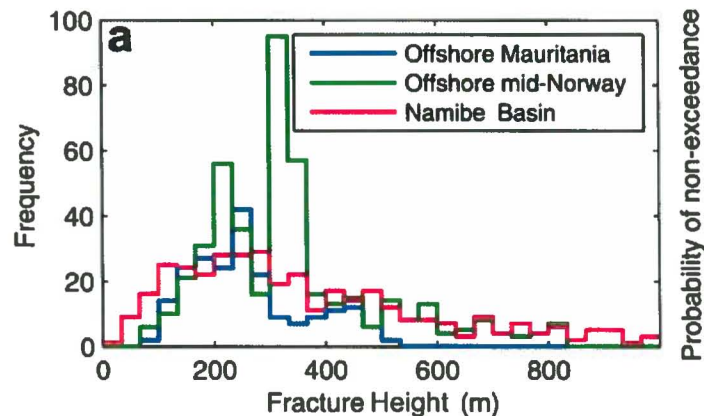 a
Offshore Mauritania
Offshore mid-Norway
Namibe Basin
Frequency
100
80
60
40
20
0
0
200
400
600
800
Fracture Height (m)
Probability of non-exceedance